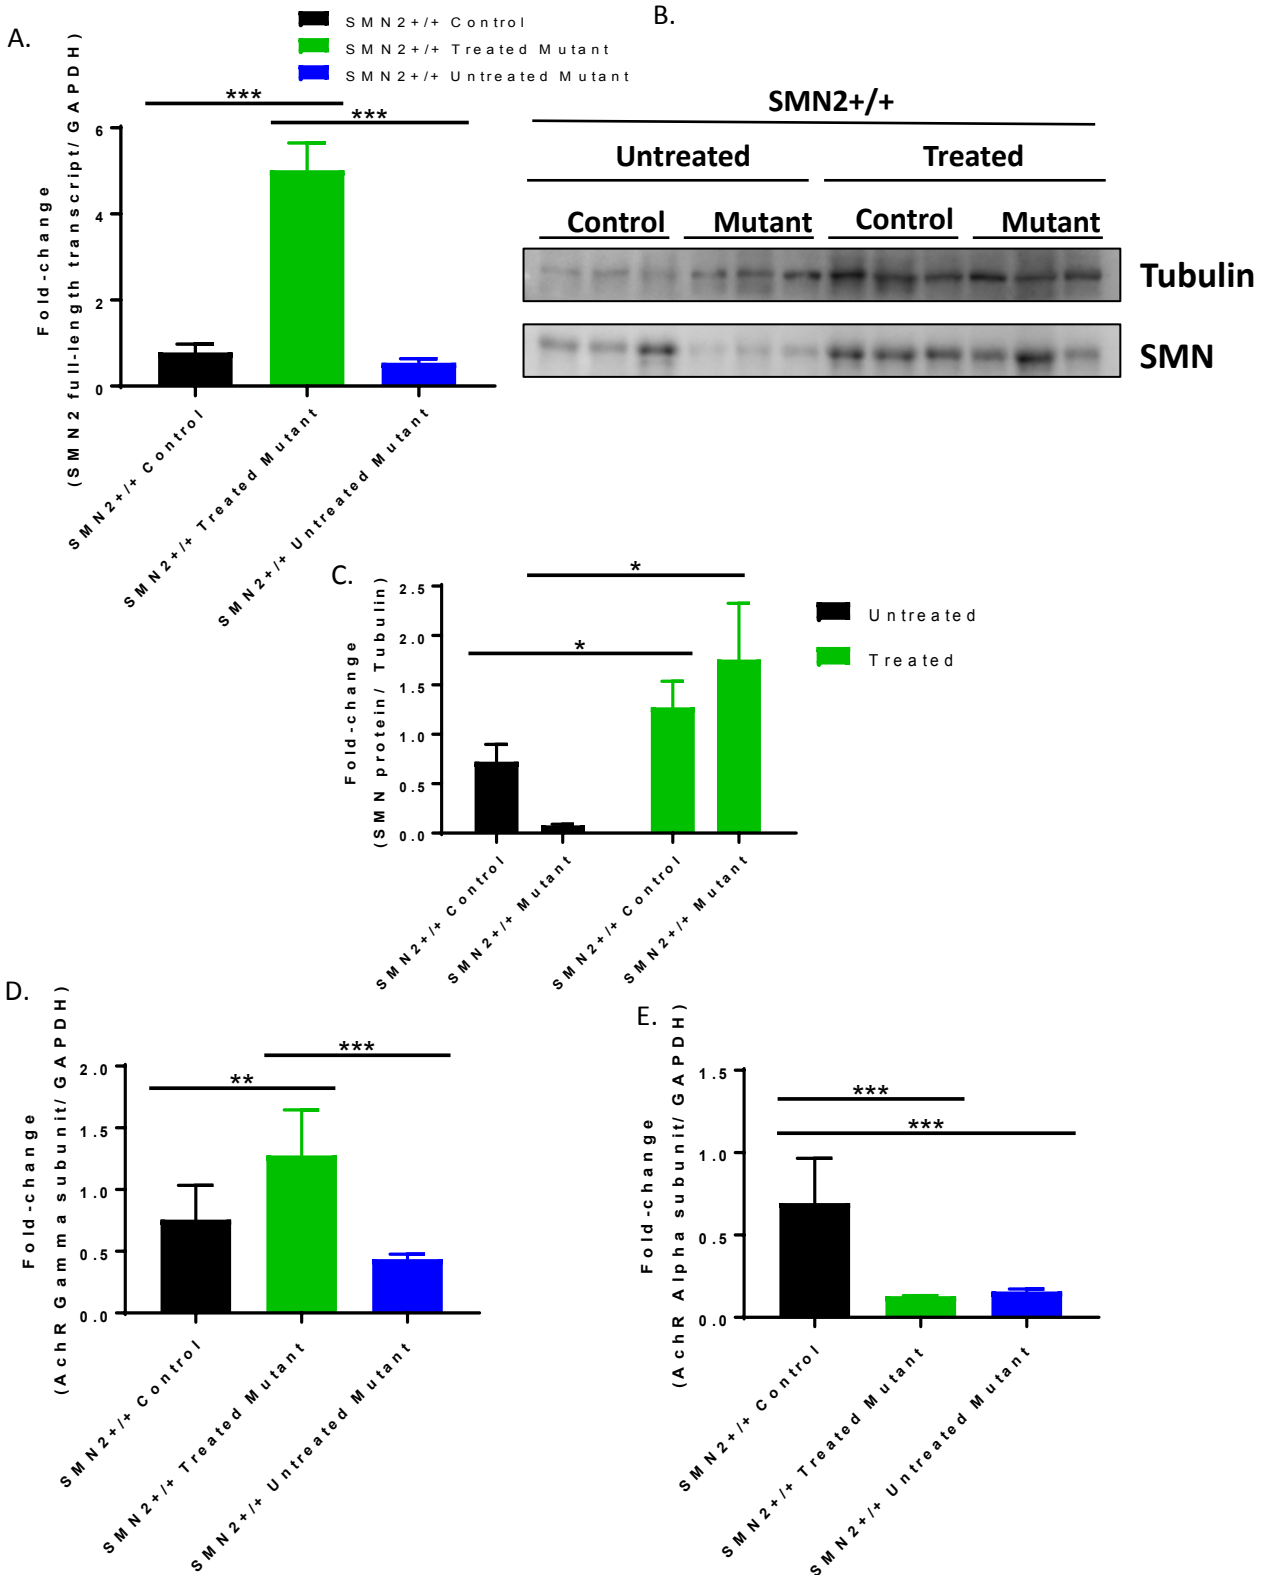 A.
SMN2+/+ Control
SMN2+/+ Treated Mutant
SMN2+/+ Untreated Mutant
***
***
Fold-change
(SMN2 full-length transcript/ GAPDH)
6
4
2
0
SMN2+/+ Control
SMN2+/+ Treated Mutant
SMN2+/+ Untreated Mutant
B.
SMN2+/+
Untreated Treated
Control Mutant Control Mutant
Tubulin
SMN
C.
*
*
Fold-change
(SMN protein/ Tubulin)
2.5
2.0
1.5
1.0
0.5
0.0
SMN2+/+ Control
SMN2+/+ Mutant
SMN2+/+ Control
SMN2+/+ Mutant
Untreated
Treated
D.
***
**
Fold-change
(AchR Gamma subunit/ GAPDH)
2.0
1.5
1.0
0.5
0.0
SMN2+/+ Control
SMN2+/+ Treated Mutant
SMN2+/+ Untreated Mutant
E.
***
***
Fold-change
(AchR Alpha subunit/ GAPDH)
1.5
1.0
0.5
0.0
SMN2+/+ Control
SMN2+/+ Treated Mutant
SMN2+/+ Untreated Mutant